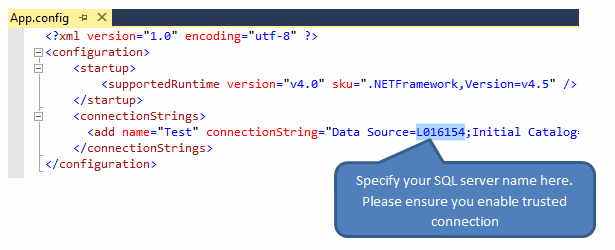 App.config
<?xml version="1.0" encoding="utf-8" ?>
<configuration>
<startup>
<supportedRuntime version="v4.0" sku=".NETFramework,Version=v4.5" />
</startup>
<connectionStrings>
<add name="Test" connectionString="Data Source=L016154;Initial Catalog=
</connectionStrings>
</configuration>
Specify your SQL server name here.
Please ensure you enable trusted
connection